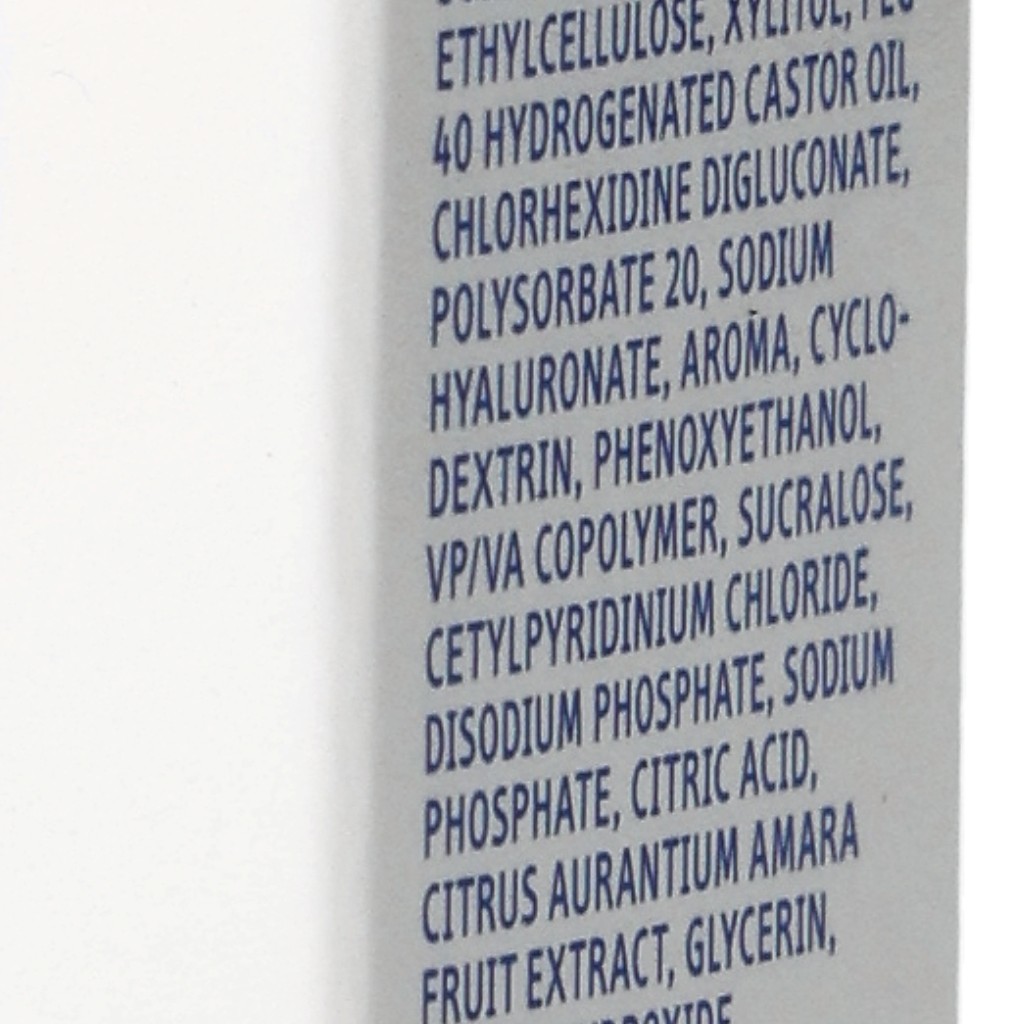 ETHYLCELLULOSE, XYLITOL, PEG
40 HYDROGENATED CASTOR OIL,
CHLORHEXIDINE DIGLUCONATE,
POLYSORBATE 20, SODIUM
HYALURONATE, AROMA, CYCLO-
DEXTRIN, PHENOXYETHANOL,
VP/VA COPOLYMER, SUCRALOSE,
CETYLPYRIDINIUM CHLORIDE,
DISODIUM PHOSPHATE, SODIUM
PHOSPHATE, CITRIC ACID,
CITRUS AURANTIUM AMARA
FRUIT EXTRACT, GLYCERIN,